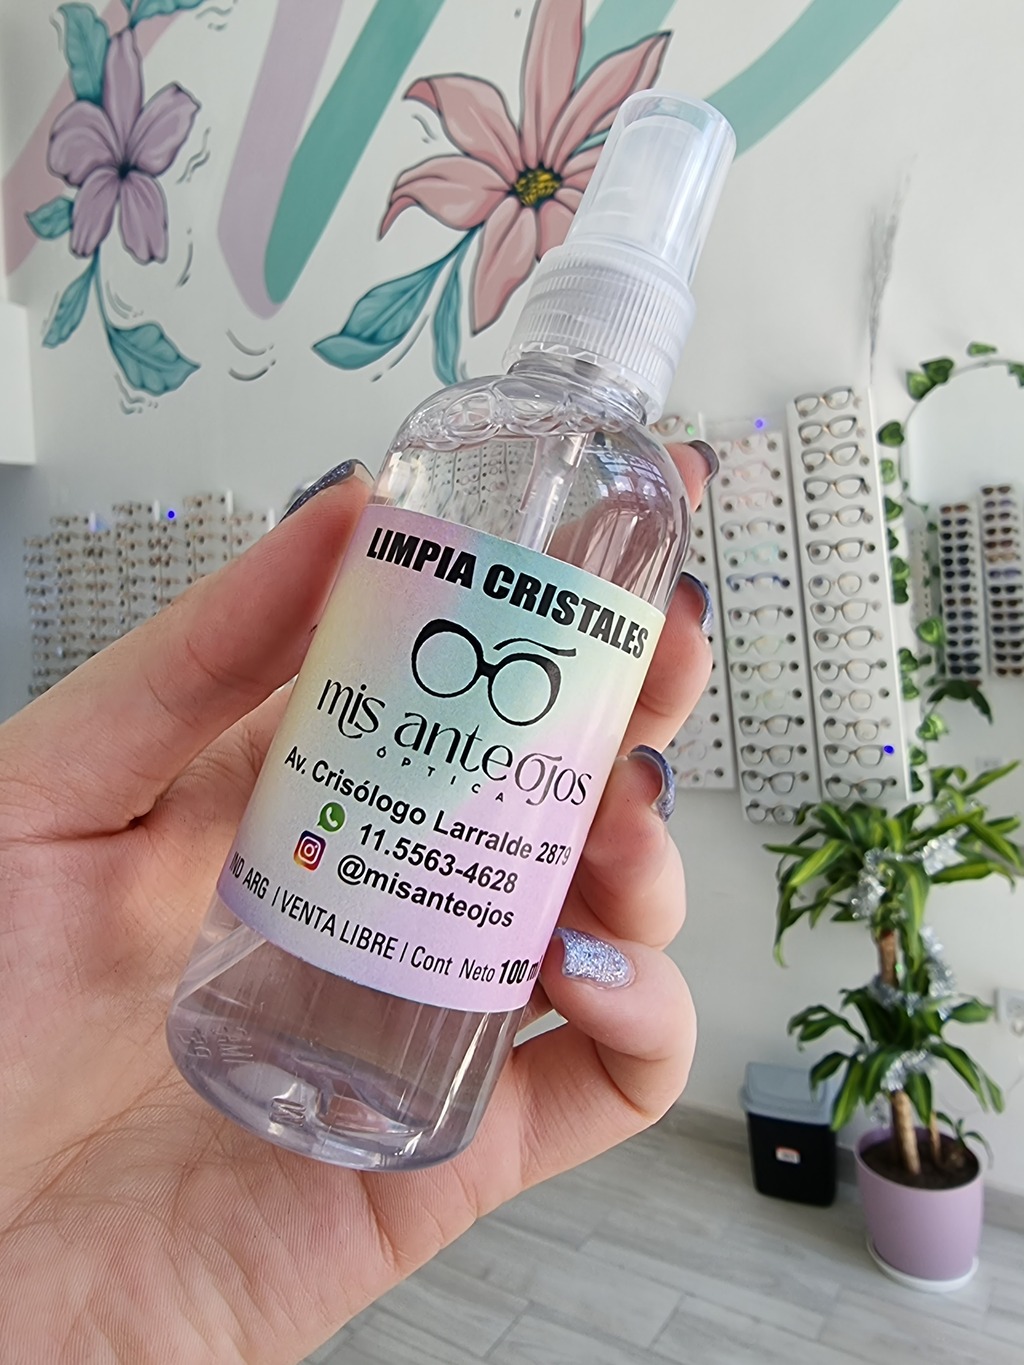 LIMPIA CRISTALES
mis anteojos
ÓPTICA
Av. Crisólogo Larralde 2879
11.5563-4628
@misanteojos
IND ARG | VENTA LIBRE | Cont Neto 100